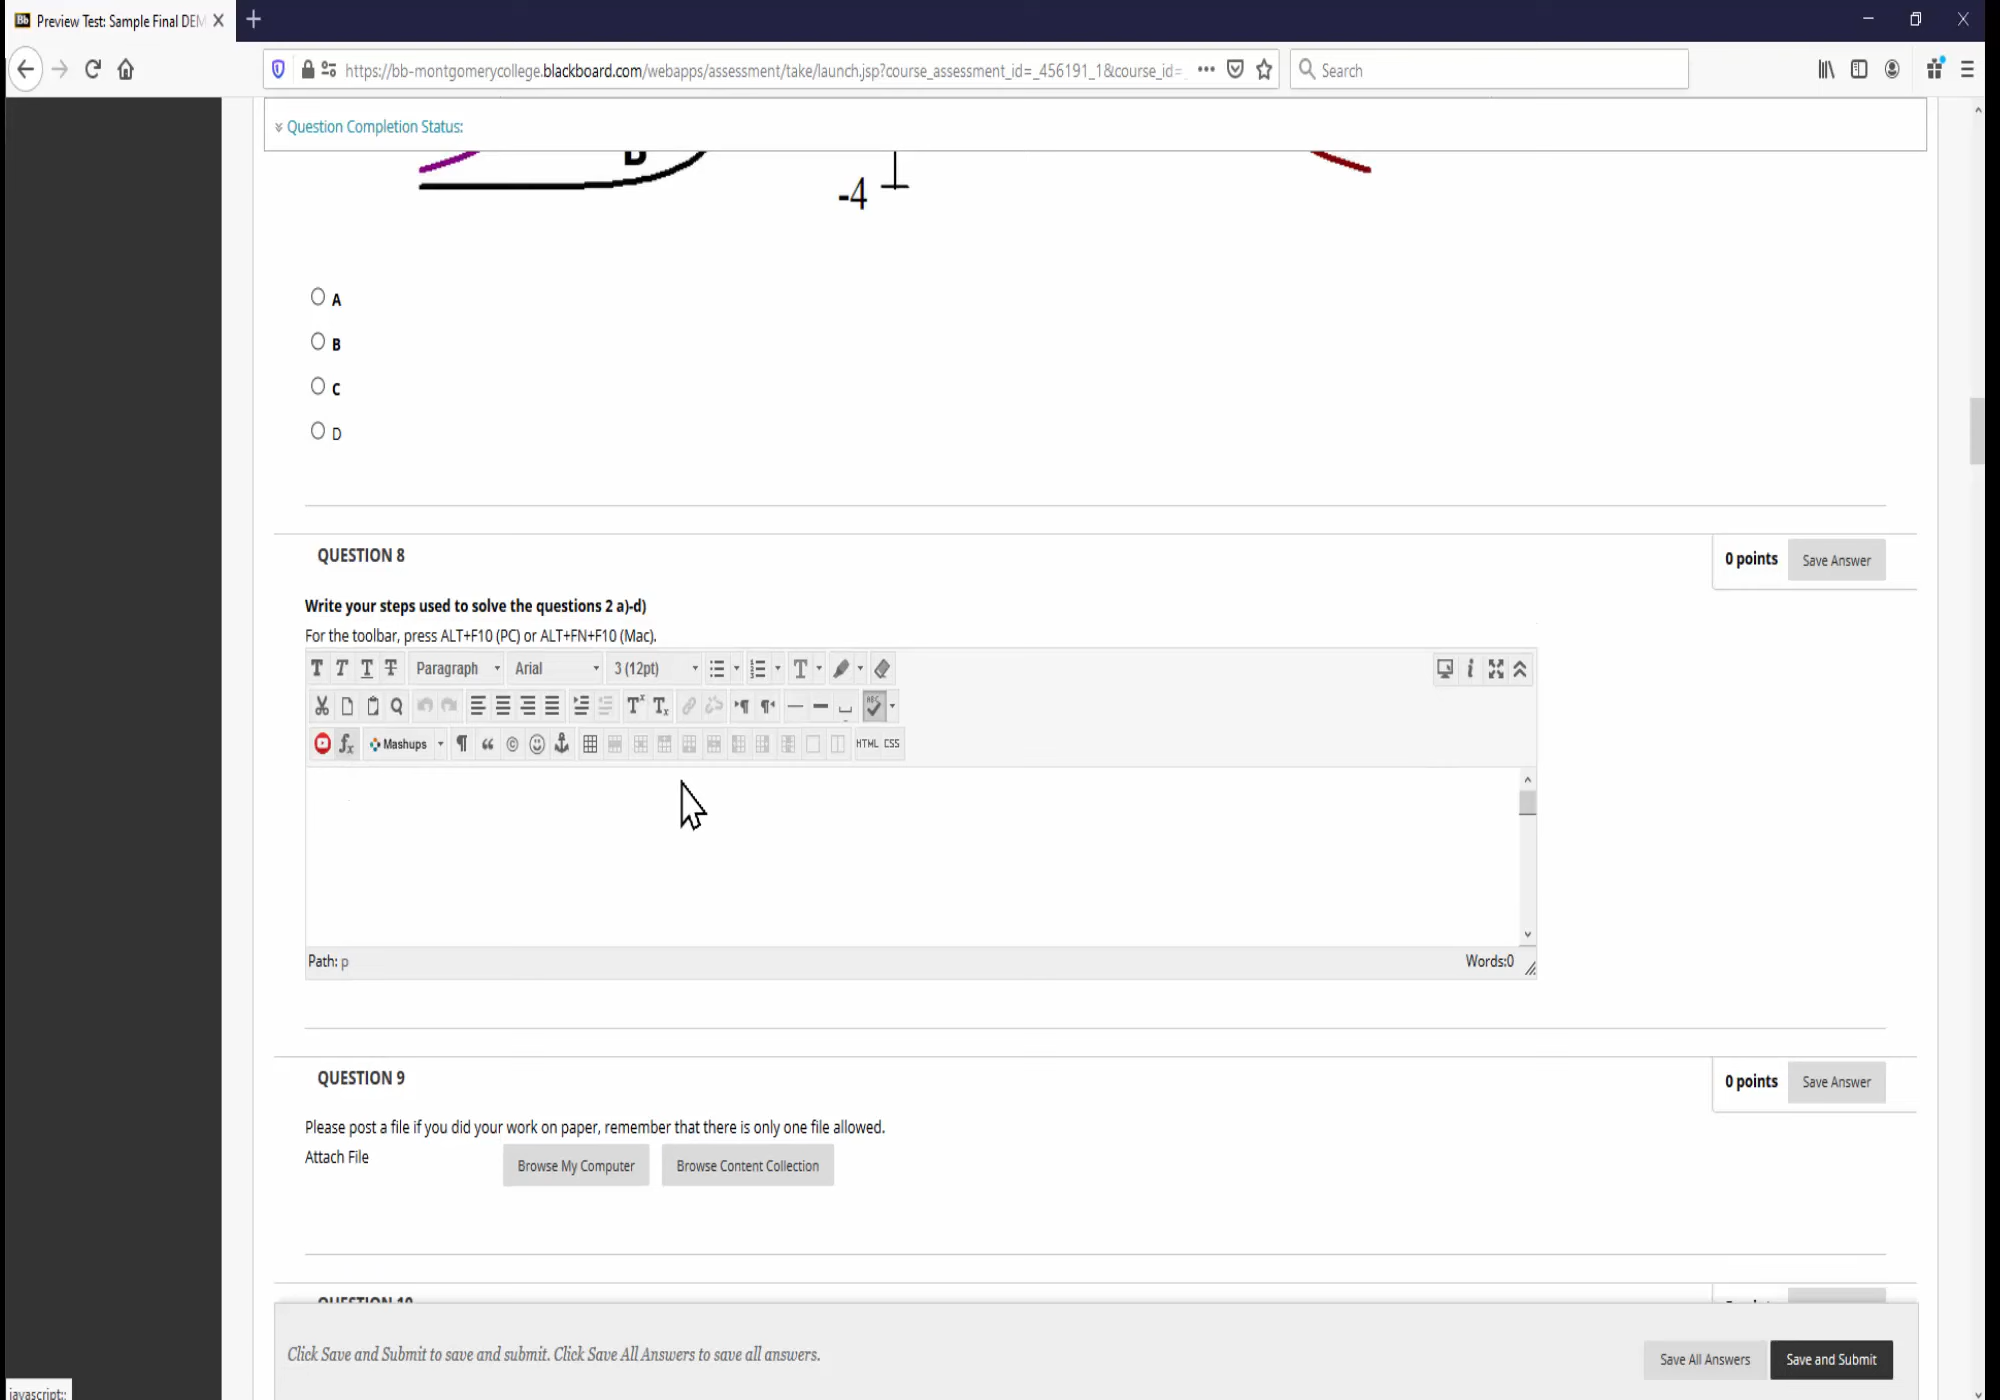 Preview Test: Sample Final DEM
https://bb-montgomerycollege.blackboard.com/webapps/assessment/take/launch.jsp?course_assessment_id=_456191_1&course_id=
Search
Question Completion Status:
-4
A
B
C
D
QUESTION 8
0 points
Save Answer
Write your steps used to solve the questions 2 a)-d)
For the toolbar, press ALT+F10 (PC) or ALT+FN+F10 (Mac).
Paragraph
Arial
3 (12pt)
Mashups
HTML CSS
Path: p
Words:0
QUESTION 9
0 points
Save Answer
Please post a file if you did your work on paper, remember that there is only one file allowed.
Attach File
Browse My Computer
Browse Content Collection
QUESTION 10
Click Save and Submit to save and submit. Click Save All Answers to save all answers.
Save All Answers
Save and Submit
javascript:;